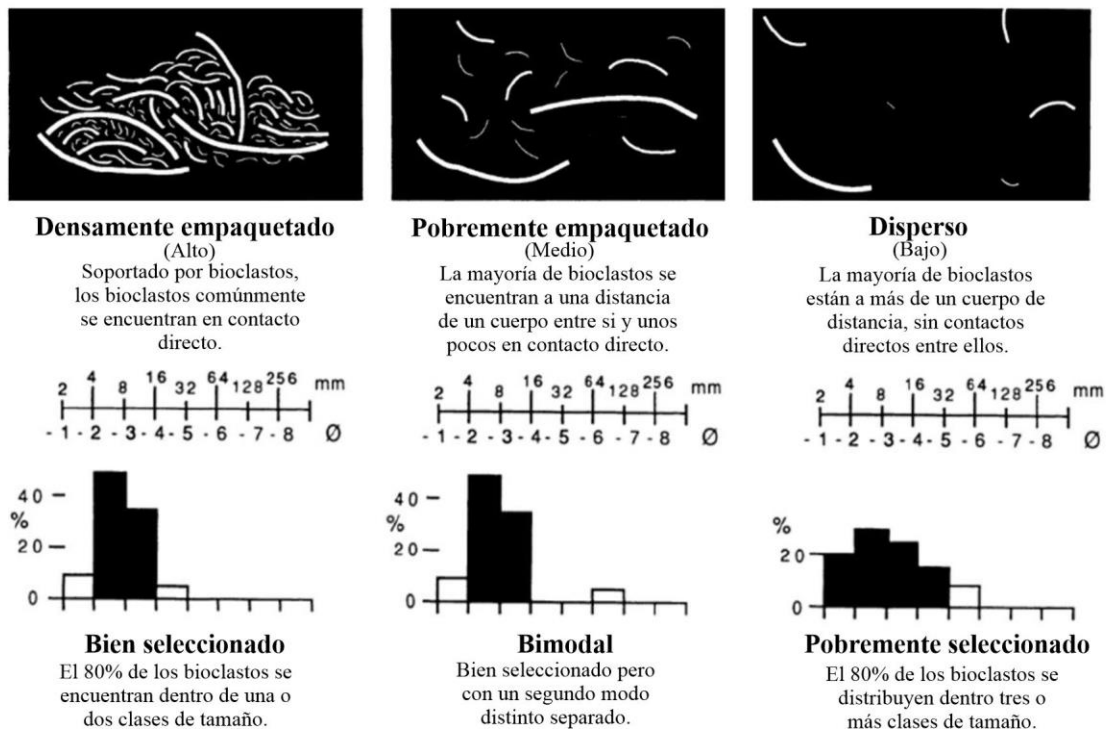 Densamente empaquetado
(Alto)
Soportado por bioclastos,
los bioclastos comúnmente
se encuentran en contacto
directo.
Pobremente empaquetado
(Medio)
La mayoría de bioclastos se
encuentran a una distancia
de un cuerpo entre si y unos
pocos en contacto directo.
Disperso
(Bajo)
La mayoría de bioclastos
están a más de un cuerpo de
distancia, sin contactos
directos entre ellos.
2 4 8 16 32 64 128 256 mm
-1 -2 -3 -4 -5 -6 -7 -8 Ø
2 4 8 16 32 64 128 256 mm
-1 -2 -3 -4 -5 -6 -7 -8 Ø
2 4 8 16 32 64 128 256 mm
-1 -2 -3 -4 -5 -6 -7 -8 Ø
40
%
20
0
Bien seleccionado
El 80% de los bioclastos se
encuentran dentro de una o
dos clases de tamaño.
40
%
20
0
Bimodal
Bien seleccionado pero
con un segundo modo
distinto separado.
%
20
0
Pobremente seleccionado
El 80% de los bioclastos se
distribuyen dentro tres o
más clases de tamaño.